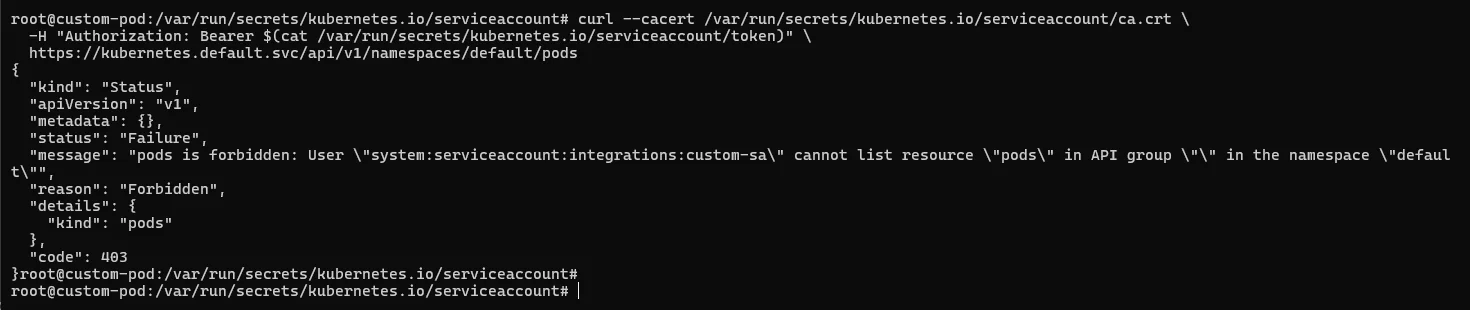 root@custom-pod:/var/run/secrets/kubernetes.io/serviceaccount# curl --cacert /var/run/secrets/kubernetes.io/serviceaccount/ca.crt \
  -H "Authorization: Bearer $(cat /var/run/secrets/kubernetes.io/serviceaccount/token)" \
  https://kubernetes.default.svc/api/v1/namespaces/default/pods
{
  "kind": "Status",
  "apiVersion": "v1",
  "metadata": {},
  "status": "Failure",
  "message": "pods is forbidden: User \"system:serviceaccount:integrations:custom-sa\" cannot list resource \"pods\" in API group \"\" in the namespace \"defaul
t\"",
  "reason": "Forbidden",
  "details": {
    "kind": "pods"
  },
  "code": 403
}root@custom-pod:/var/run/secrets/kubernetes.io/serviceaccount#
root@custom-pod:/var/run/secrets/kubernetes.io/serviceaccount#